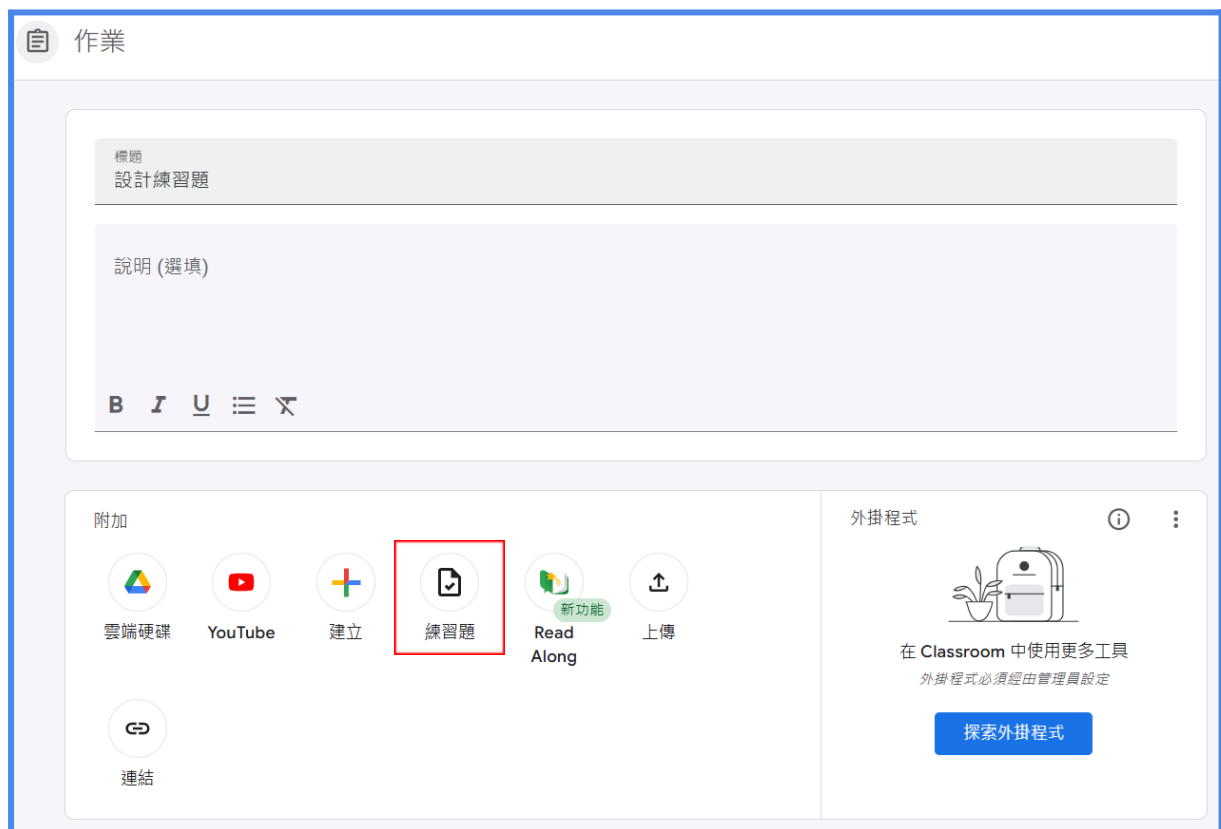 作業
標題
設計練習題
說明 (選填)
B I U
附加
雲端硬碟
YouTube
建立
練習題
新功能
Read
Along
上傳
連結
外掛程式
在 Classroom 中使用更多工具
外掛程式必須經由管理員設定
探索外掛程式